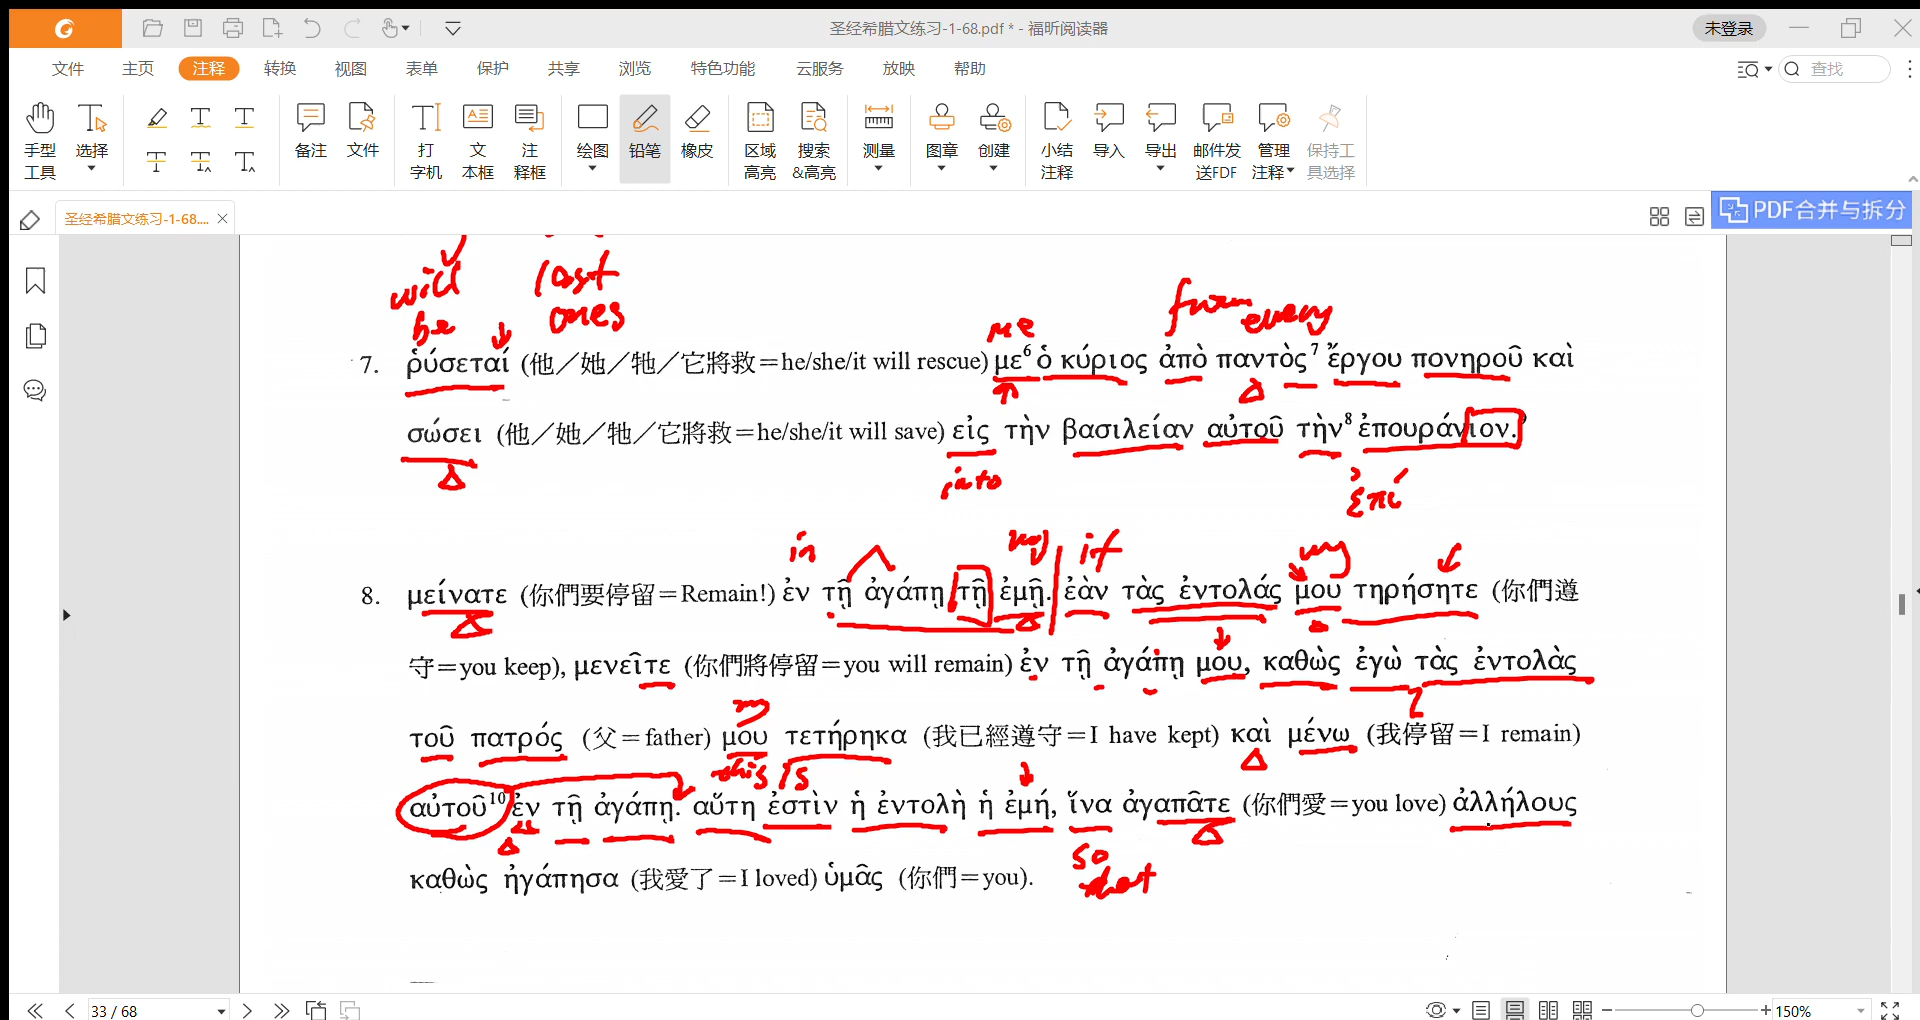 圣经希腊文练习-1-68.pdf * - 福昕阅读器
未登录
文件 主页 注释 转换 视图 表单 保护 共享 浏览 特色功能 云服务 放映 帮助
查找
手型工具 选择 备注 文件 打字机 文本框 注释框 绘图 铅笔 橡皮 区域高亮 搜索&高亮 测量 图章 创建 小结注释 导入 导出 邮件发送FDF 管理注释 保持工具选择
圣经希腊文练习-1-68....
PDF合并与拆分
will last
be ones
from every
me
7. ῥύσεταί (他／她／牠／它將救＝he/she/it will rescue) με⁶ ὁ κύριος ἀπὸ παντὸς⁷ ἔργου πονηροῦ καὶ
σώσει (他／她／牠／它將救＝he/she/it will save) εἰς τὴν βασιλείαν αὐτοῦ τὴν⁸ ἐπουράνιον.
into
ἐπί
in my if my
8. μείνατε (你們要停留＝Remain!) ἐν τῇ ἀγάπῃ τῇ ἐμῇ. ἐὰν τὰς ἐντολάς μου τηρήσητε (你們遵
守＝you keep), μενεῖτε (你們將停留＝you will remain) ἐν τῇ ἀγάπῃ μου, καθὼς ἐγὼ τὰς ἐντολὰς
my
τοῦ πατρός (父＝father) μου τετήρηκα (我已經遵守＝I have kept) καὶ μένω (我停留＝I remain)
this is
αὐτοῦ¹⁰ ἐν τῇ ἀγάπῃ. αὕτη ἐστὶν ἡ ἐντολὴ ἡ ἐμή, ἵνα ἀγαπᾶτε (你們愛＝you love) ἀλλήλους
so
that
καθὼς ἠγάπησα (我愛了＝I loved) ὑμᾶς (你們＝you).
33 / 68
150%